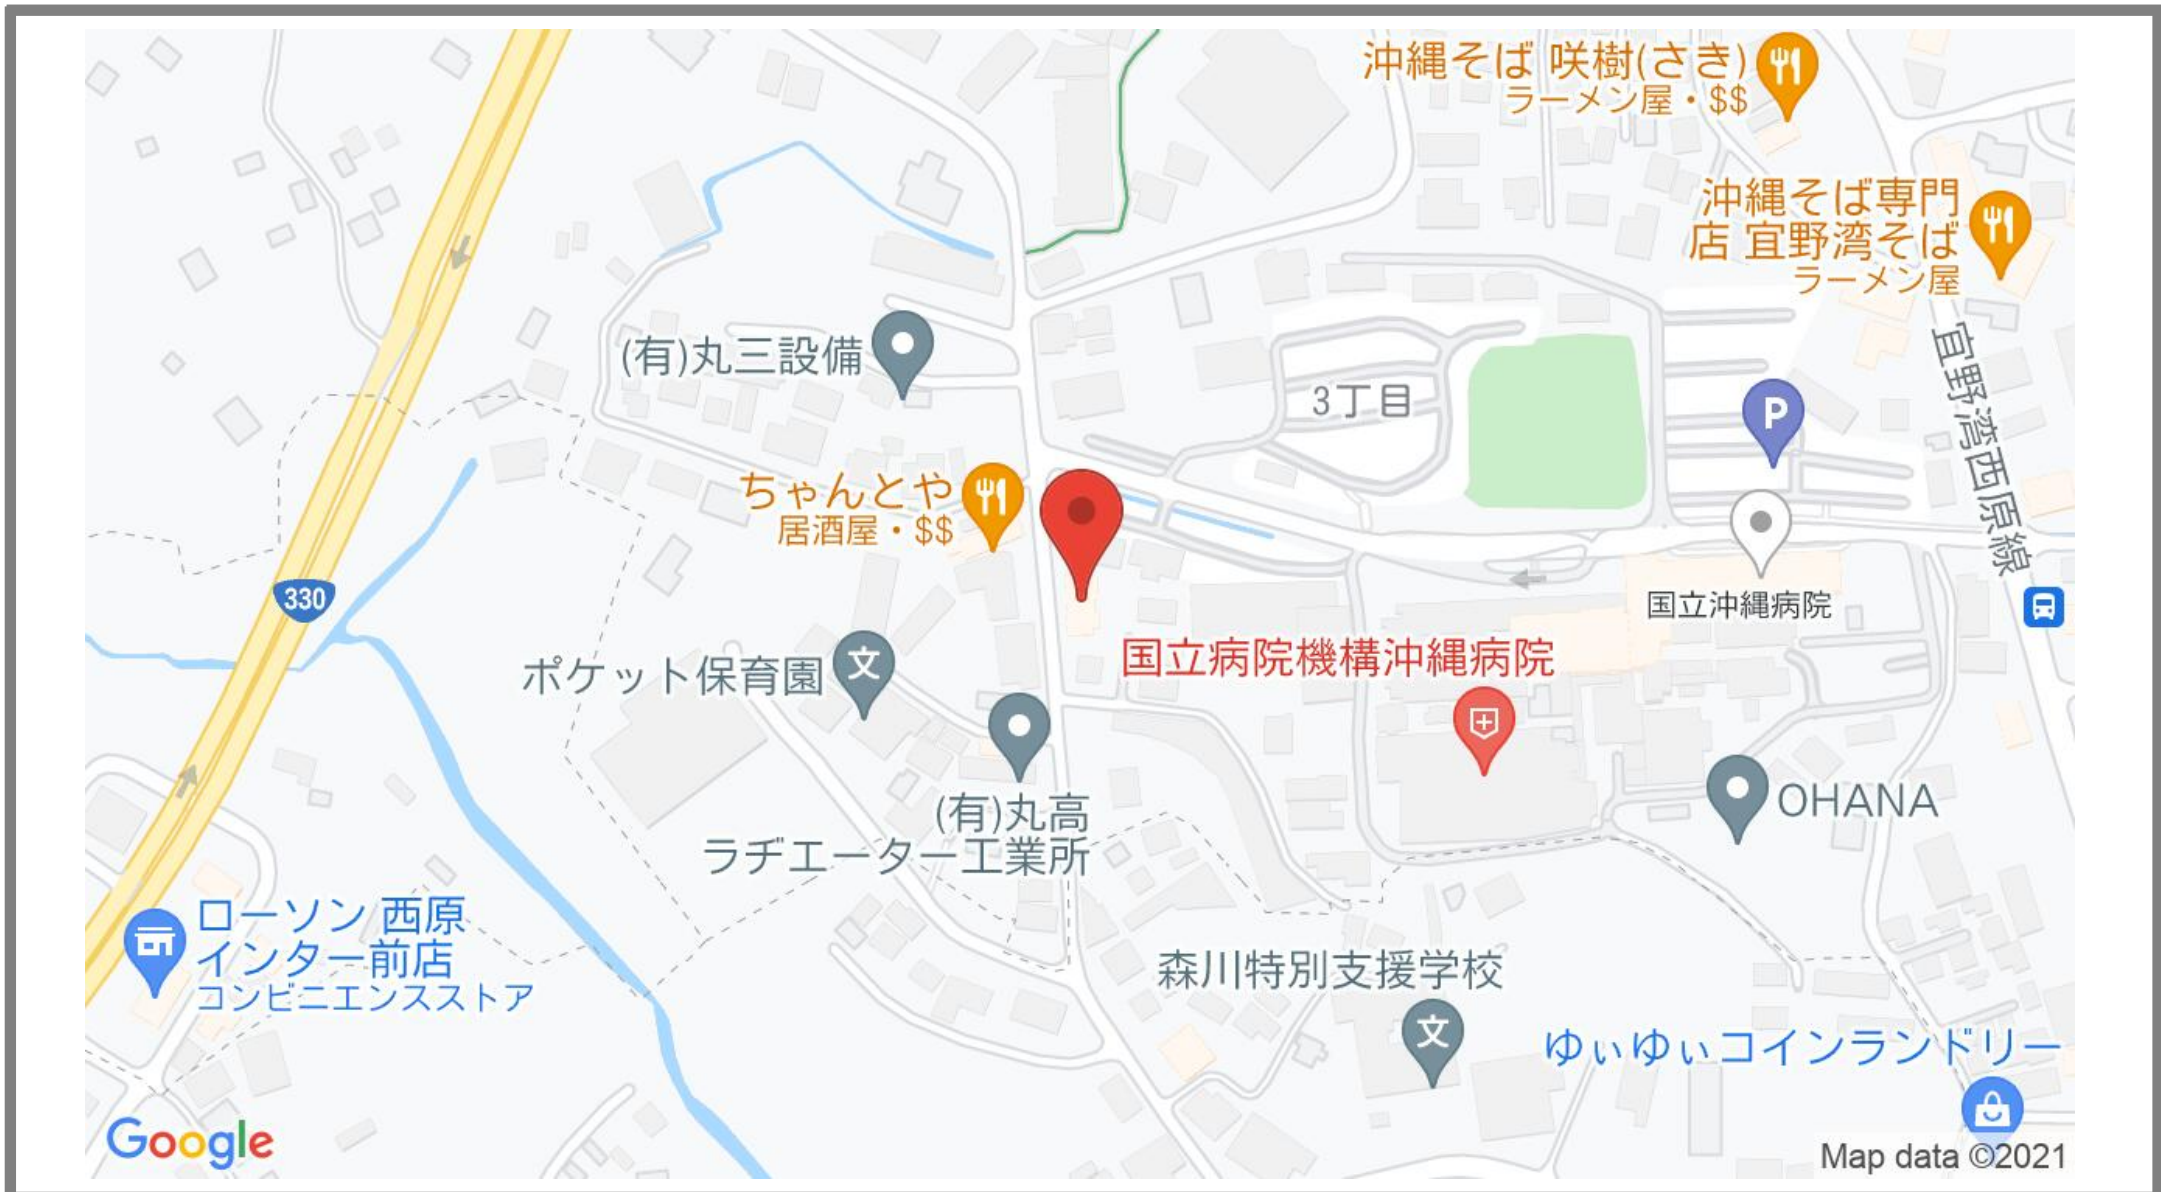 沖縄そば 咲樹(さき)
ラーメン屋・$$
沖縄そば専門
店 宜野湾そば
ラーメン屋
宜野湾西原線
(有)丸三設備
3丁目
P
ちゃんとや
居酒屋・$$
330
国立沖縄病院
国立病院機構沖縄病院
ポケット保育園
文
(有)丸高
ラヂエーター工業所
OHANA
ローソン 西原
インター前店
コンビニエンスストア
森川特別支援学校
文
ゆいゆいコインランドリー
Google
Map data ©2021